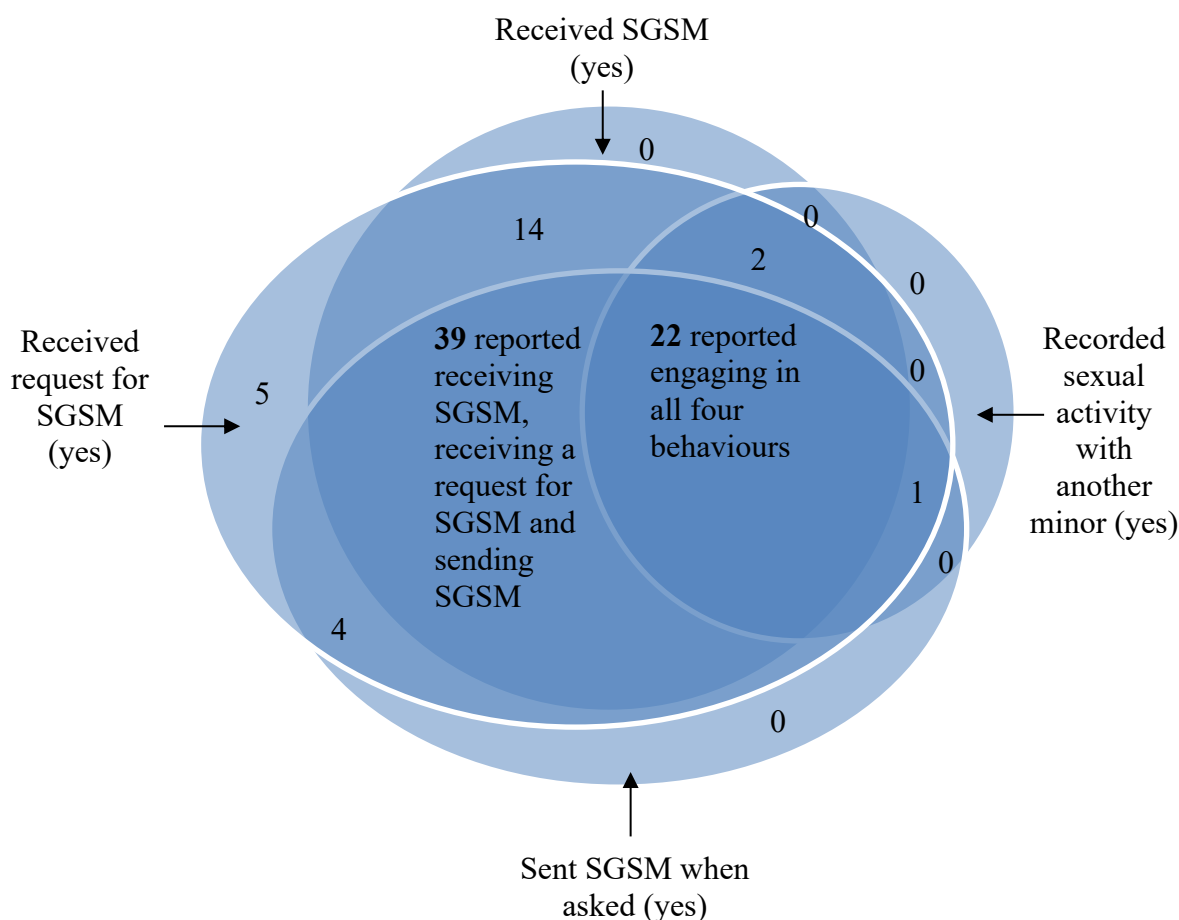 Received SGSM
(yes)
0
0
14
2
0
Received
request for
SGSM
(yes)
5
39 reported
receiving
SGSM,
receiving a
request for
SGSM and
sending
SGSM
22 reported
engaging in
all four
behaviours
0
Recorded
sexual
activity
with
another
minor (yes)
1
0
4
0
Sent SGSM when
asked (yes)